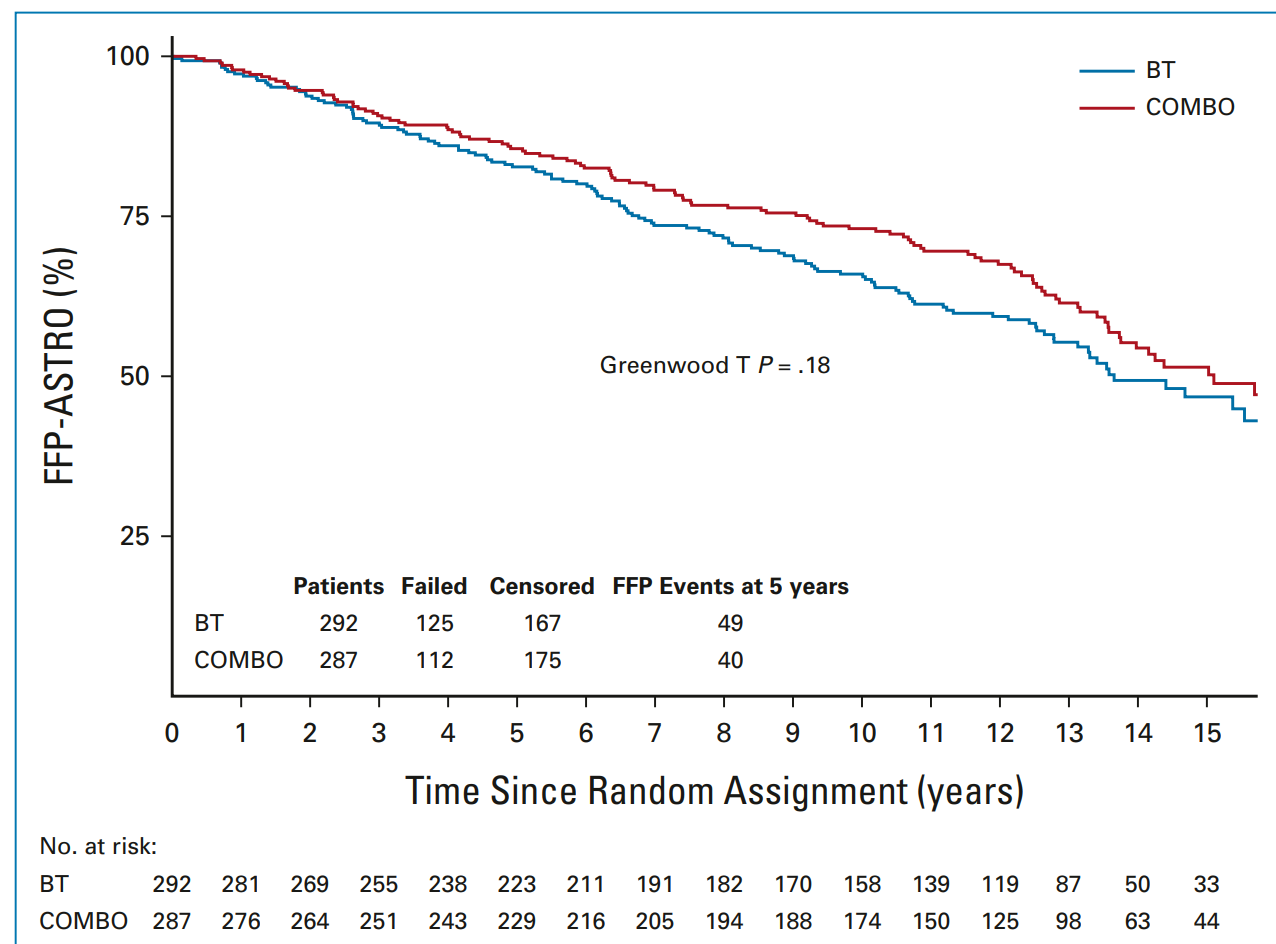 100
BT
COMBO
75
Greenwood T P = .18
50
25
FFP-ASTRO (%)
Patients Failed Censored FFP Events at 5 years
BT 292 125 167 49
COMBO 287 112 175 40
0 1 2 3 4 5 6 7 8 9 10 11 12 13 14 15
Time Since Random Assignment (years)
No. at risk:
BT 292 281 269 255 238 223 211 191 182 170 158 139 119 87 50 33
COMBO 287 276 264 251 243 229 216 205 194 188 174 150 125 98 63 44